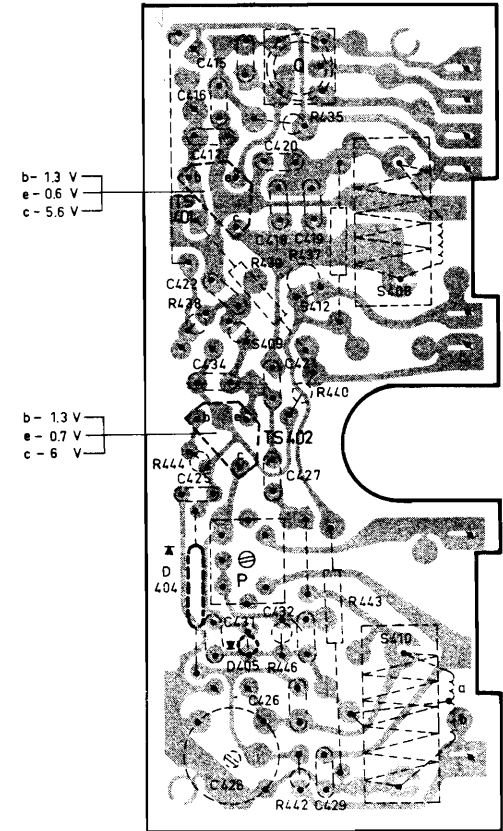 C415
Q
C416
R435
C417
C420
b- 1.3 V
e- 0.6 V
c- 5.6 V
b
e
TS
401
c
C418
C419
R439
R437
C422
S408
R438
S412
S409
C434
R440
b- 1.3 V
e- 0.7 V
c- 6 V
b
e
TS402
R444
c
C427
C425
D
404
P
R443
C431
C432
S410
D405
R446
a
C426
b
C428
R442
C429